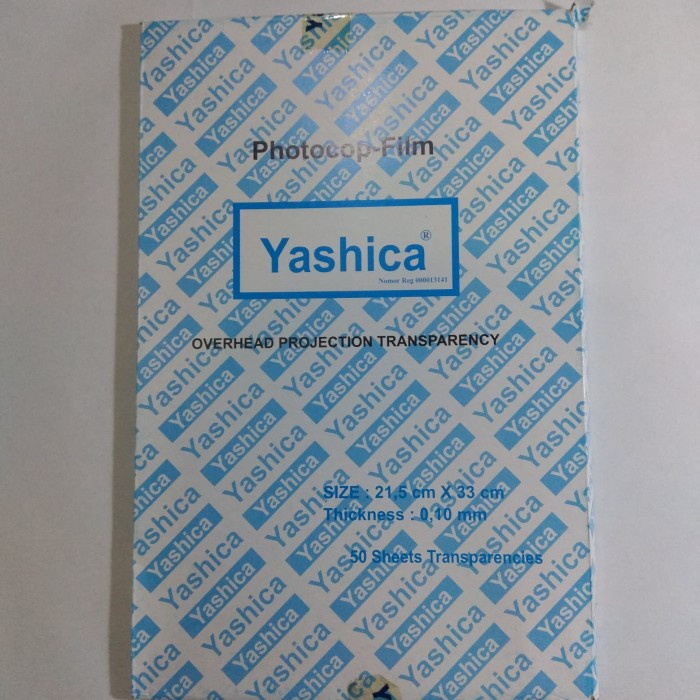 Photocop-Film
Yashica®
Nomor Reg 000013141
OVERHEAD PROJECTION TRANSPARENCY
SIZE : 21,5 cm X 33 cm
Thickness : 0,10 mm
50 Sheets Transparencies